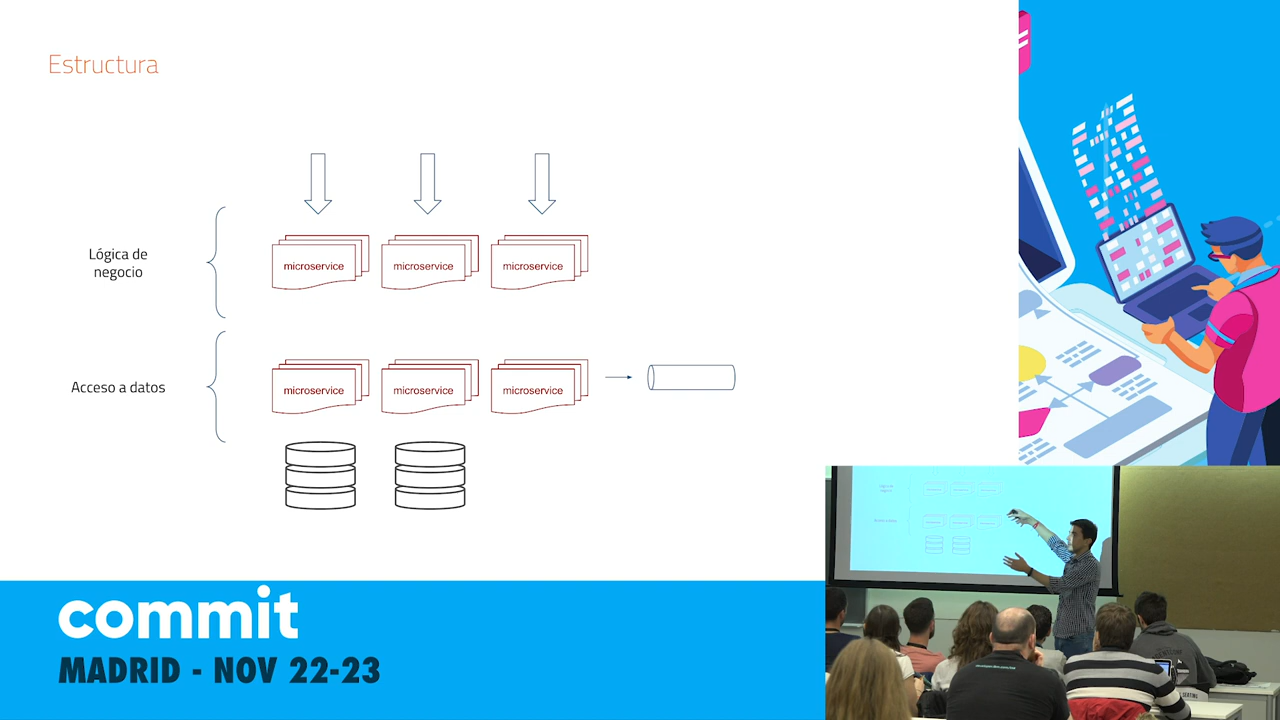 Estructura
Lógica de
negocio
microservice
microservice
microservice
Acceso a datos
microservice
microservice
microservice
commit
MADRID - NOV 22-23